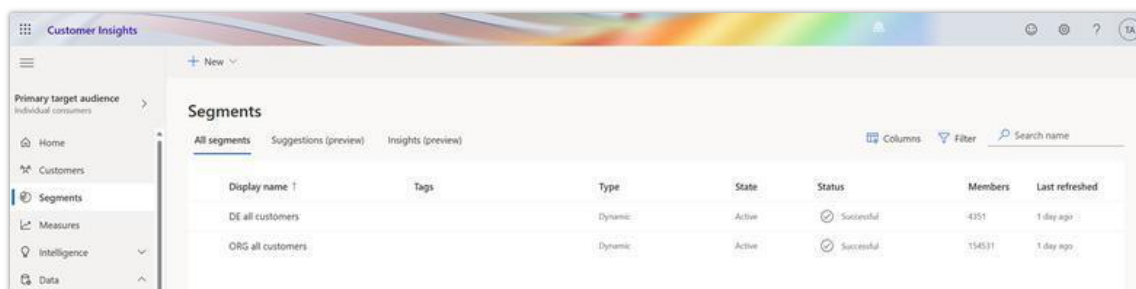 Customer Insights
? TA
+ New
Primary target audience
Individual consumers
Segments
All segments Suggestions (preview) Insights (preview) Columns Filter Search name
Home
Customers
Segments
Measures
Intelligence
Data
Display name ↑ Tags Type State Status Members Last refreshed
DE all customers Dynamic Active Successful 4351 1 day ago
ORG all customers Dynamic Active Successful 154531 1 day ago